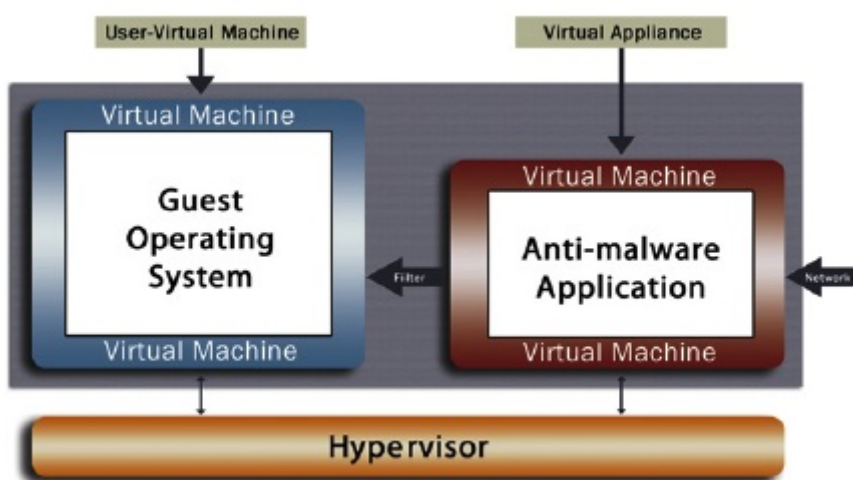 User-Virtual Machine
Virtual Appliance
Virtual Machine
Guest
Operating
System
Virtual Machine
Filter
Virtual Machine
Anti-malware
Application
Virtual Machine
Network
Hypervisor